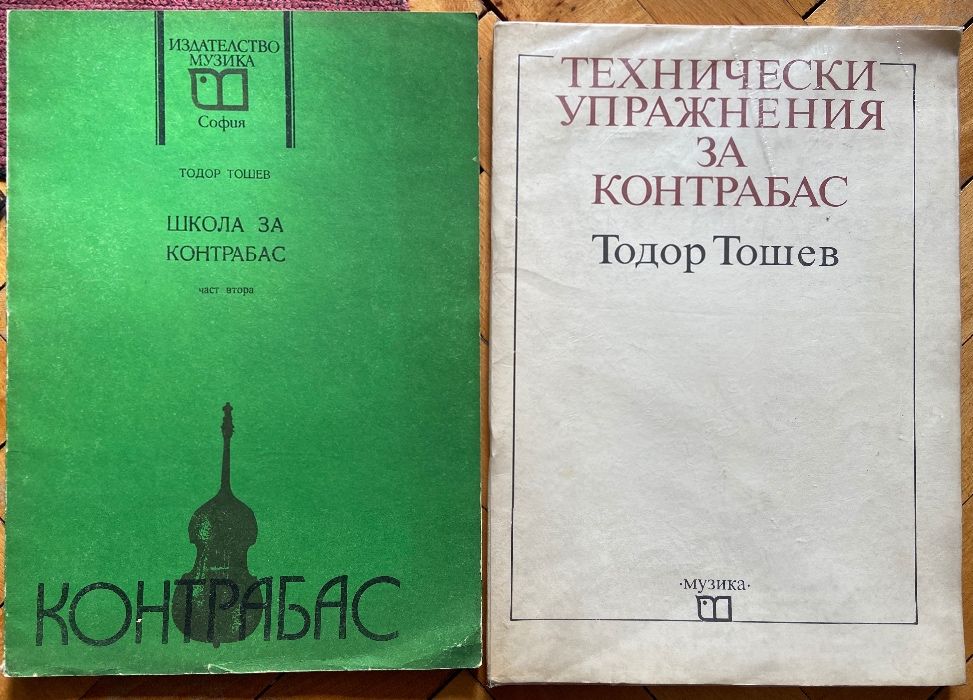 ИЗДАТЕЛСТВО
МУЗИКА
София
ТОДОР ТОШЕВ
ШКОЛА ЗА
КОНТРАБАС
част втора
КОНТРАБАС
ТЕХНИЧЕСКИ
УПРАЖНЕНИЯ
ЗА
КОНТРАБАС
Тодор Тошев
·музика·